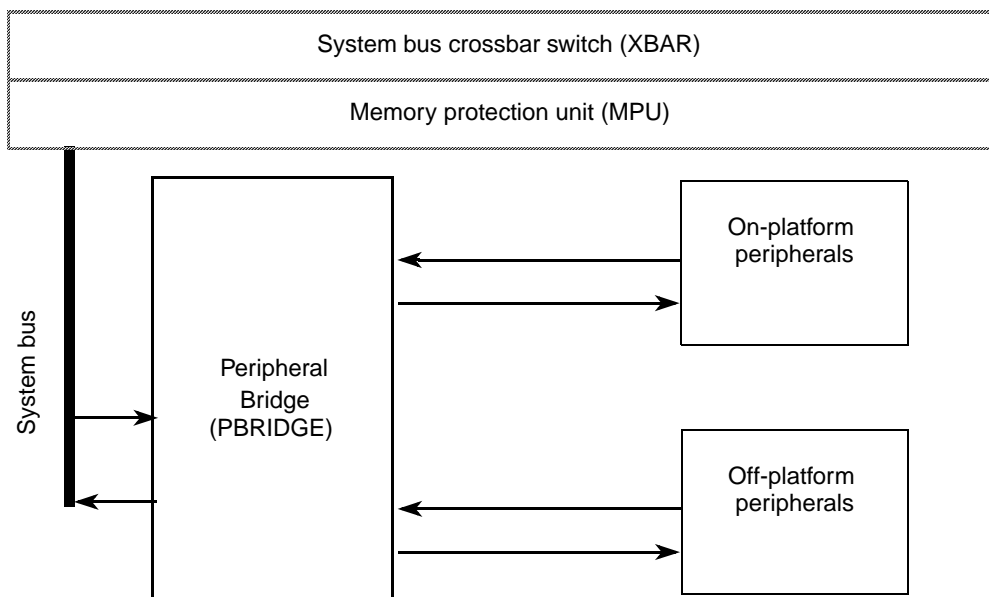 System bus crossbar switch (XBAR)
Memory protection unit (MPU)
On-platform
peripherals
System bus
Peripheral
Bridge
(PBRIDGE)
Off-platform
peripherals